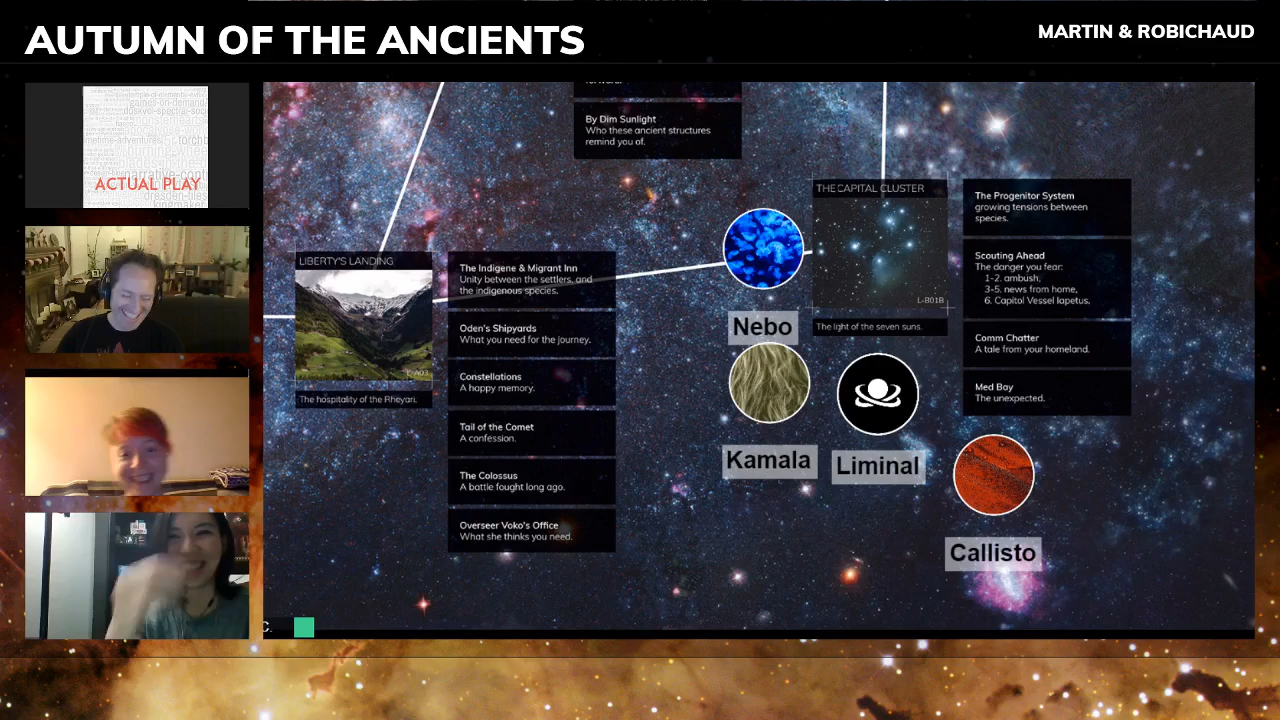 AUTUMN OF THE ANCIENTS
MARTIN & ROBICHAUD
games-on-demand
ACTUAL PLAY
By Dim Sunlight
Who these ancient structures
remind you of.
LIBERTY'S LANDING
L-A03
The hospitality of the Rheyari.
The Indigene & Migrant Inn
Unity between the settlers, and
the indigenous species.
Oden's Shipyards
What you need for the journey.
Constellations
A happy memory.
Tail of the Comet
A confession.
The Colossus
A battle fought long ago.
Overseer Voko's Office
What she thinks you need.
THE CAPITAL CLUSTER
L-B01B
The light of the seven suns.
The Progenitor System
growing tensions between
species.
Scouting Ahead
The danger you fear:
1-2. ambush,
3-5. news from home,
6. Capitol Vessel Iapetus.
Comm Chatter
A tale from your homeland.
Med Bay
The unexpected.
Nebo
Kamala
Liminal
Callisto
C.